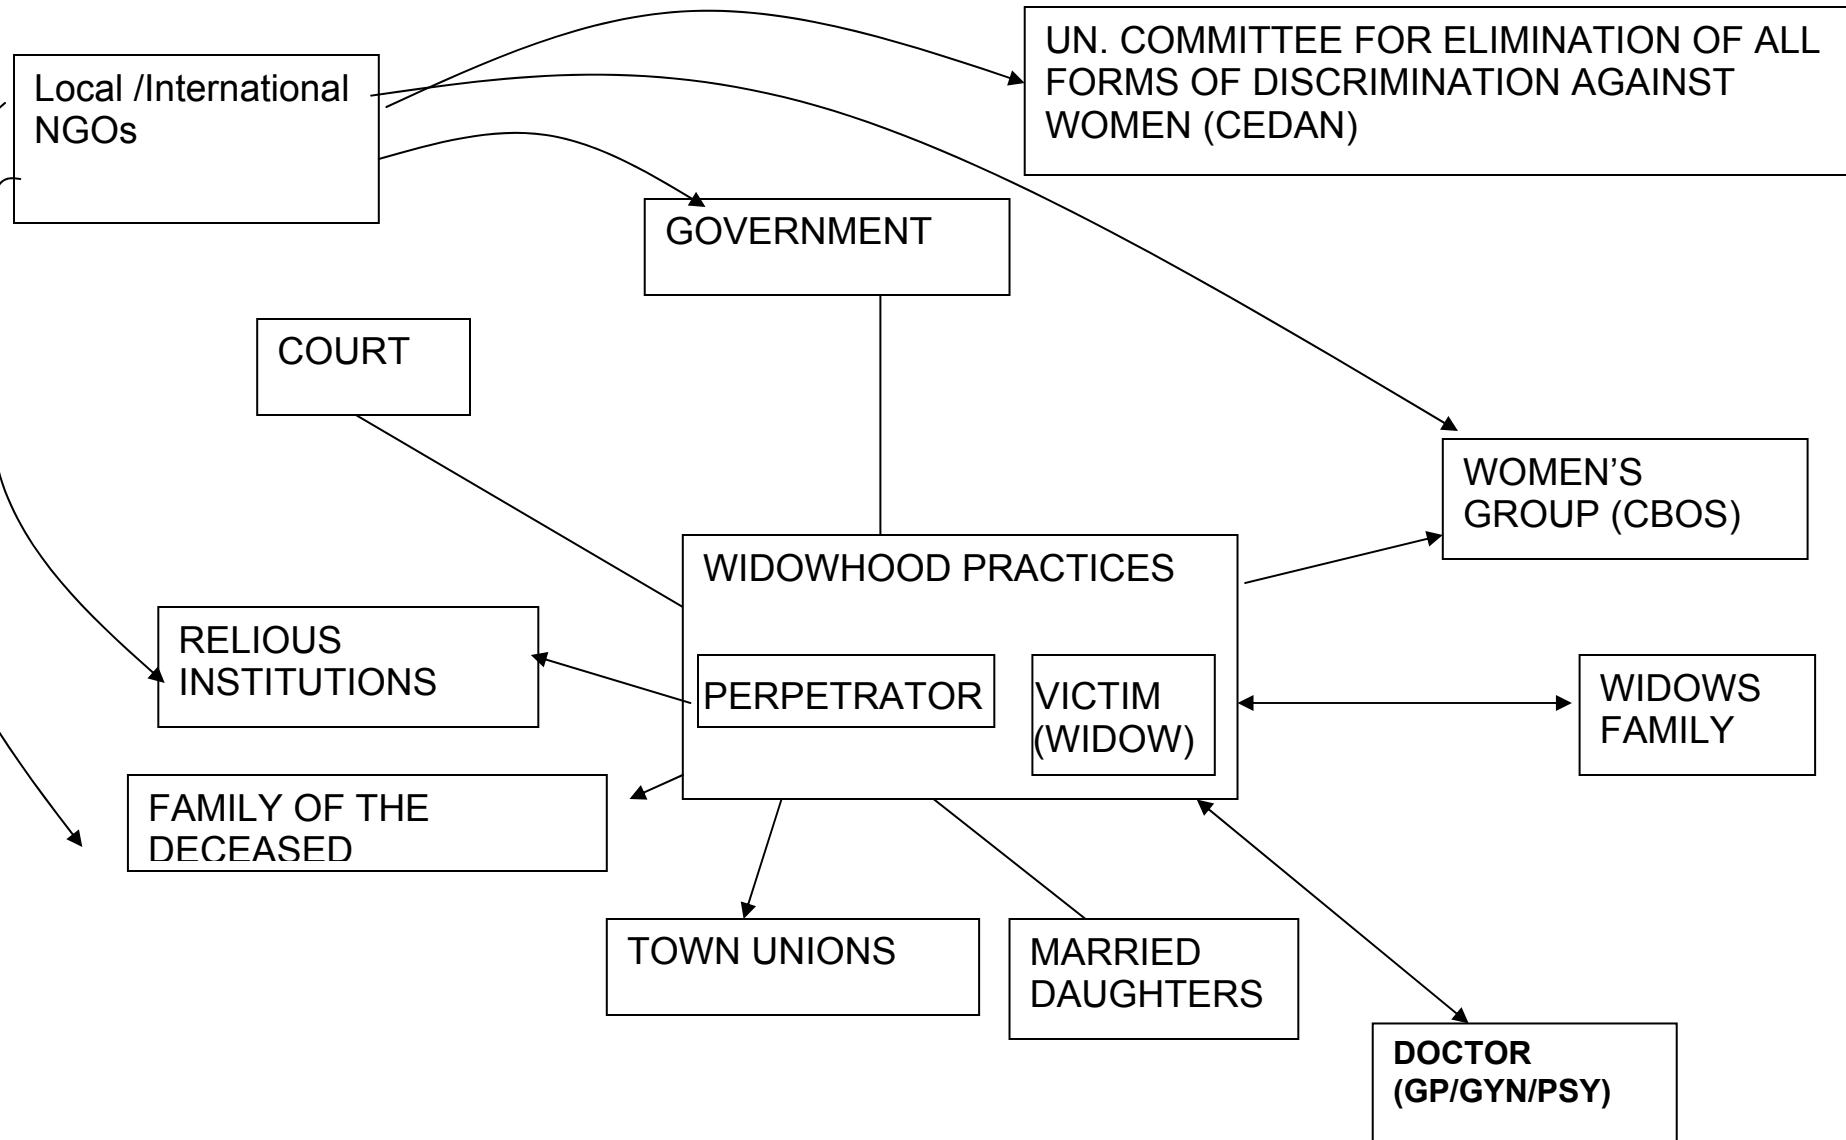 Local /International
NGOs
UN. COMMITTEE FOR ELIMINATION OF ALL
FORMS OF DISCRIMINATION AGAINST
WOMEN (CEDAN)
GOVERNMENT
COURT
WOMEN’S
GROUP (CBOS)
WIDOWHOOD PRACTICES
RELIOUS
INSTITUTIONS
PERPETRATOR
VICTIM
(WIDOW)
WIDOWS
FAMILY
FAMILY OF THE
DECEASED
TOWN UNIONS
MARRIED
DAUGHTERS
DOCTOR
(GP/GYN/PSY)